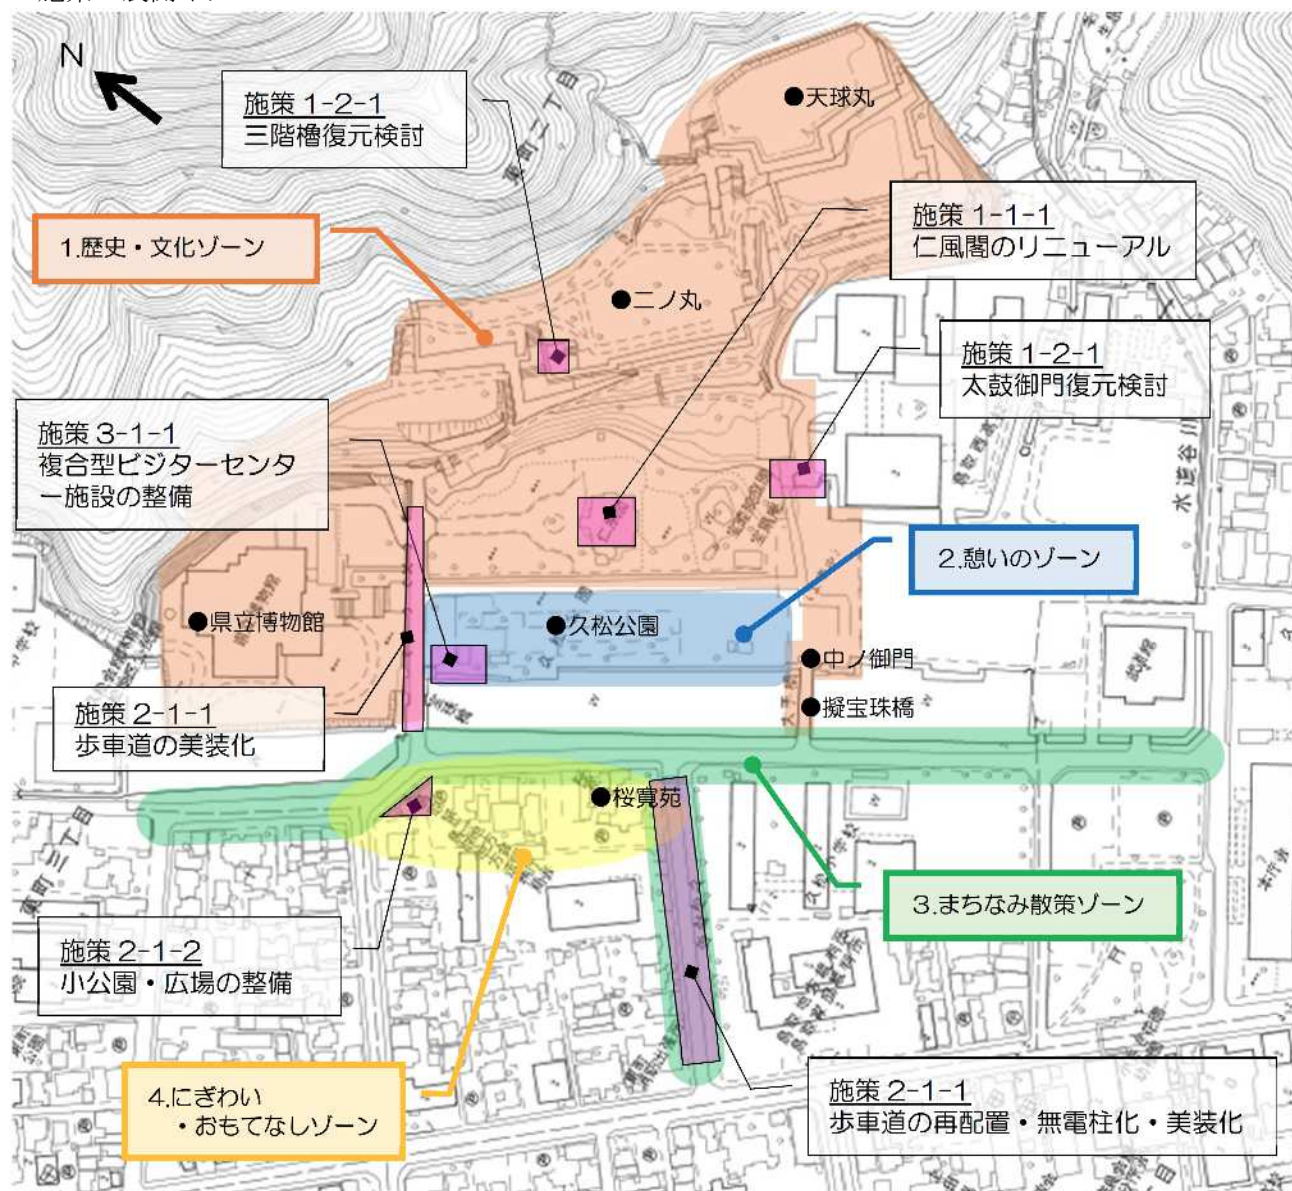 N
施策 1-2-1
三階櫓復元検討
天球丸
施策 1-1-1
仁風閣のリニューアル
1.歴史・文化ゾーン
二ノ丸
施策 1-2-1
太鼓御門復元検討
施策 3-1-1
複合型ビジターセンタ
ー施設の整備
水道谷川
2.憩いのゾーン
県立博物館
久松公園
中ノ御門
武道館
擬宝珠橋
施策 2-1-1
歩車道の美装化
桜寛苑
3.まちなみ散策ゾーン
施策 2-1-2
小公園・広場の整備
4.にぎわい
・おもてなしゾーン
施策 2-1-1
歩車道の再配置・無電柱化・美装化